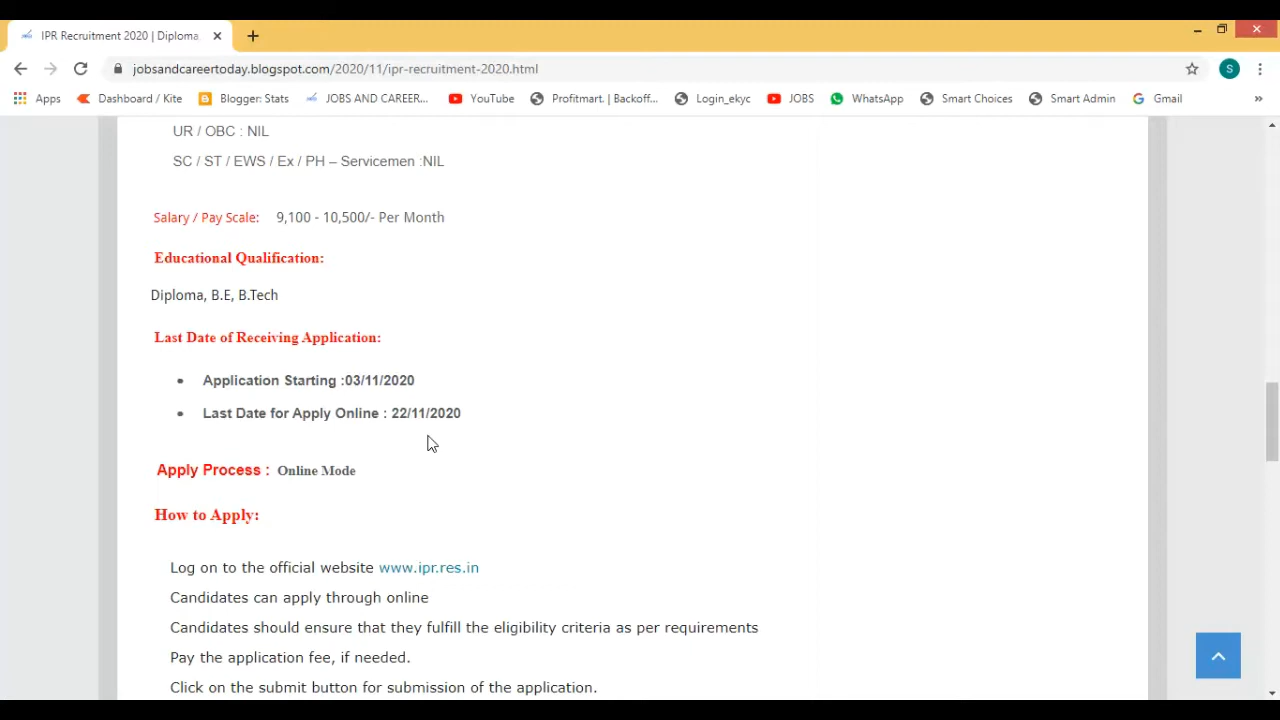 IPR Recruitment 2020 | Diploma
jobsandcareertoday.blogspot.com/2020/11/ipr-recruitment-2020.html
S
Apps Dashboard / Kite Blogger: Stats JOBS AND CAREER... YouTube Profitmart. | Backoff... Login_ekyc JOBS WhatsApp Smart Choices Smart Admin Gmail »
UR / OBC : NIL
SC / ST / EWS / Ex / PH – Servicemen :NIL
Salary / Pay Scale: 9,100 - 10,500/- Per Month
Educational Qualification:
Diploma, B.E, B.Tech
Last Date of Receiving Application:
• Application Starting :03/11/2020
• Last Date for Apply Online : 22/11/2020
Apply Process : Online Mode
How to Apply:
Log on to the official website www.ipr.res.in
Candidates can apply through online
Candidates should ensure that they fulfill the eligibility criteria as per requirements
Pay the application fee, if needed.
Click on the submit button for submission of the application.